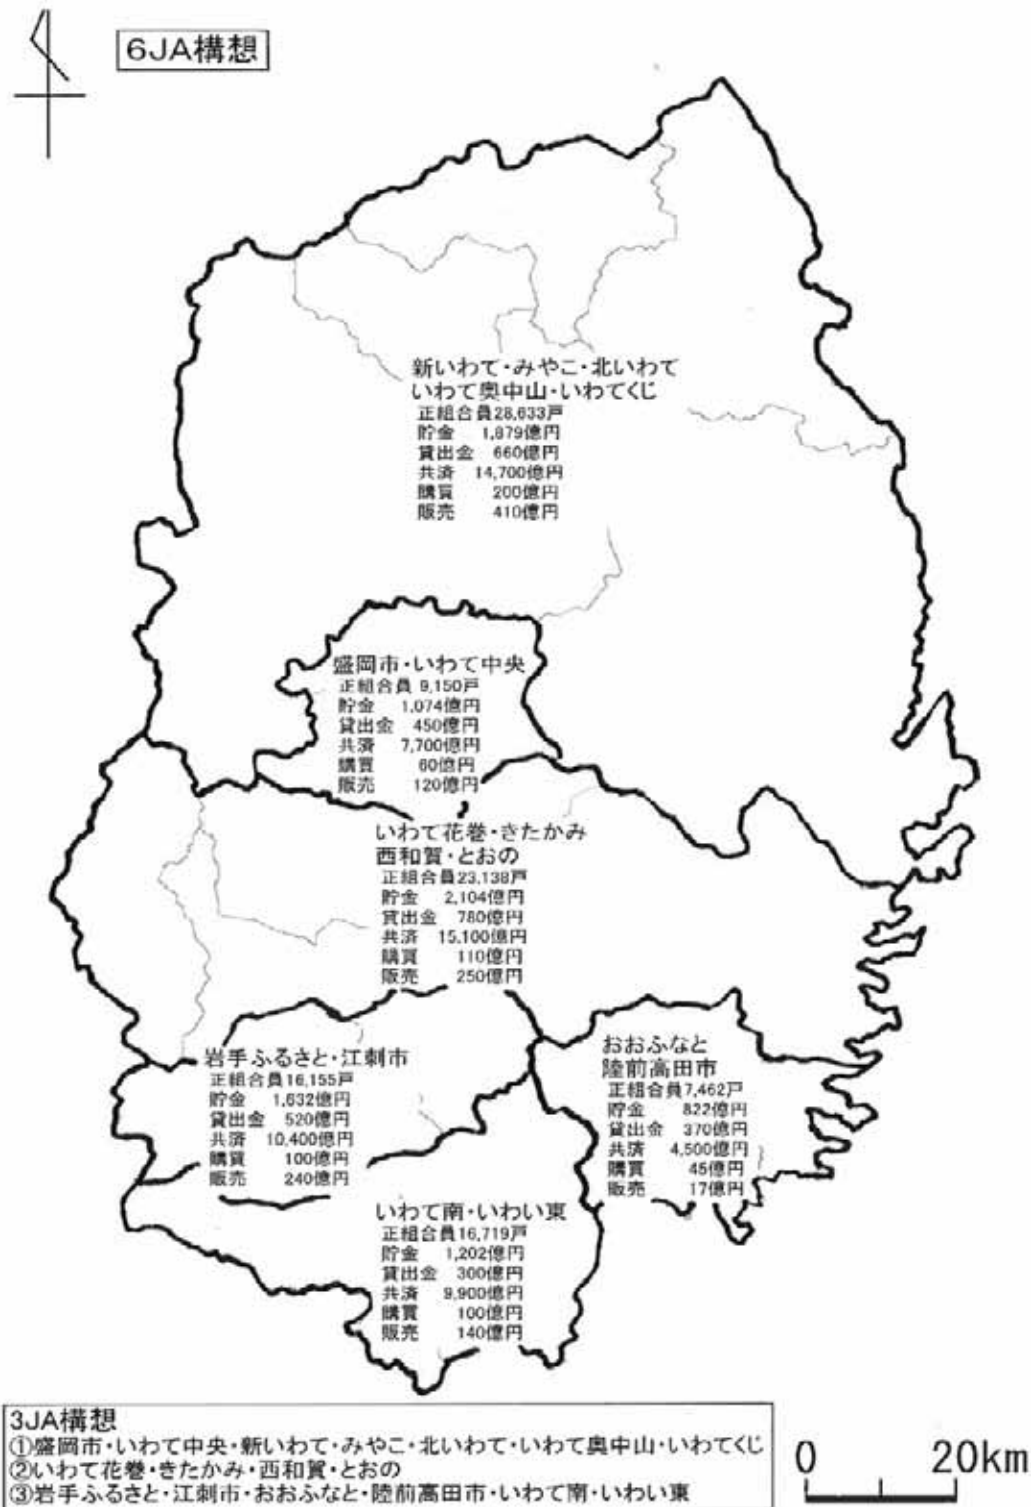 6JA構想
新いわて・みやこ・北いわて
いわて奥中山・いわてくじ
正組合員28,633戸
貯金 1,879億円
貸出金 660億円
共済 14,700億円
購買 200億円
販売 410億円
盛岡市・いわて中央
正組合員 9,150戸
貯金 1,074億円
貸出金 450億円
共済 7,700億円
購買 60億円
販売 120億円
いわて花巻・きたかみ
西和賀・とおの
正組合員23,138戸
貯金 2,104億円
貸出金 780億円
共済 15,100億円
購買 110億円
販売 250億円
岩手ふるさと・江刺市
正組合員16,155戸
貯金 1,632億円
貸出金 520億円
共済 10,400億円
購買 100億円
販売 240億円
おおふなと
陸前高田市
正組合員7,462戸
貯金 822億円
貸出金 370億円
共済 4,500億円
購買 45億円
販売 17億円
いわて南・いわい東
正組合員16,719戸
貯金 1,202億円
貸出金 300億円
共済 9,900億円
購買 100億円
販売 140億円
3JA構想
①盛岡市・いわて中央・新いわて・みやこ・北いわて・いわて奥中山・いわてくじ
②いわて花巻・きたかみ・西和賀・とおの
③岩手ふるさと・江刺市・おおふなと・陸前高田市・いわて南・いわい東
0 20km